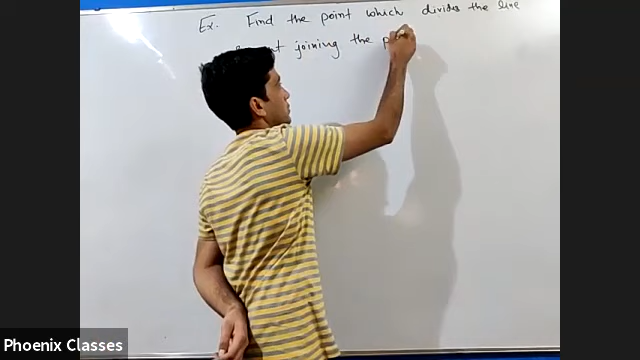 Ex. Find the point which divides the line
joining the
Phoenix Classes